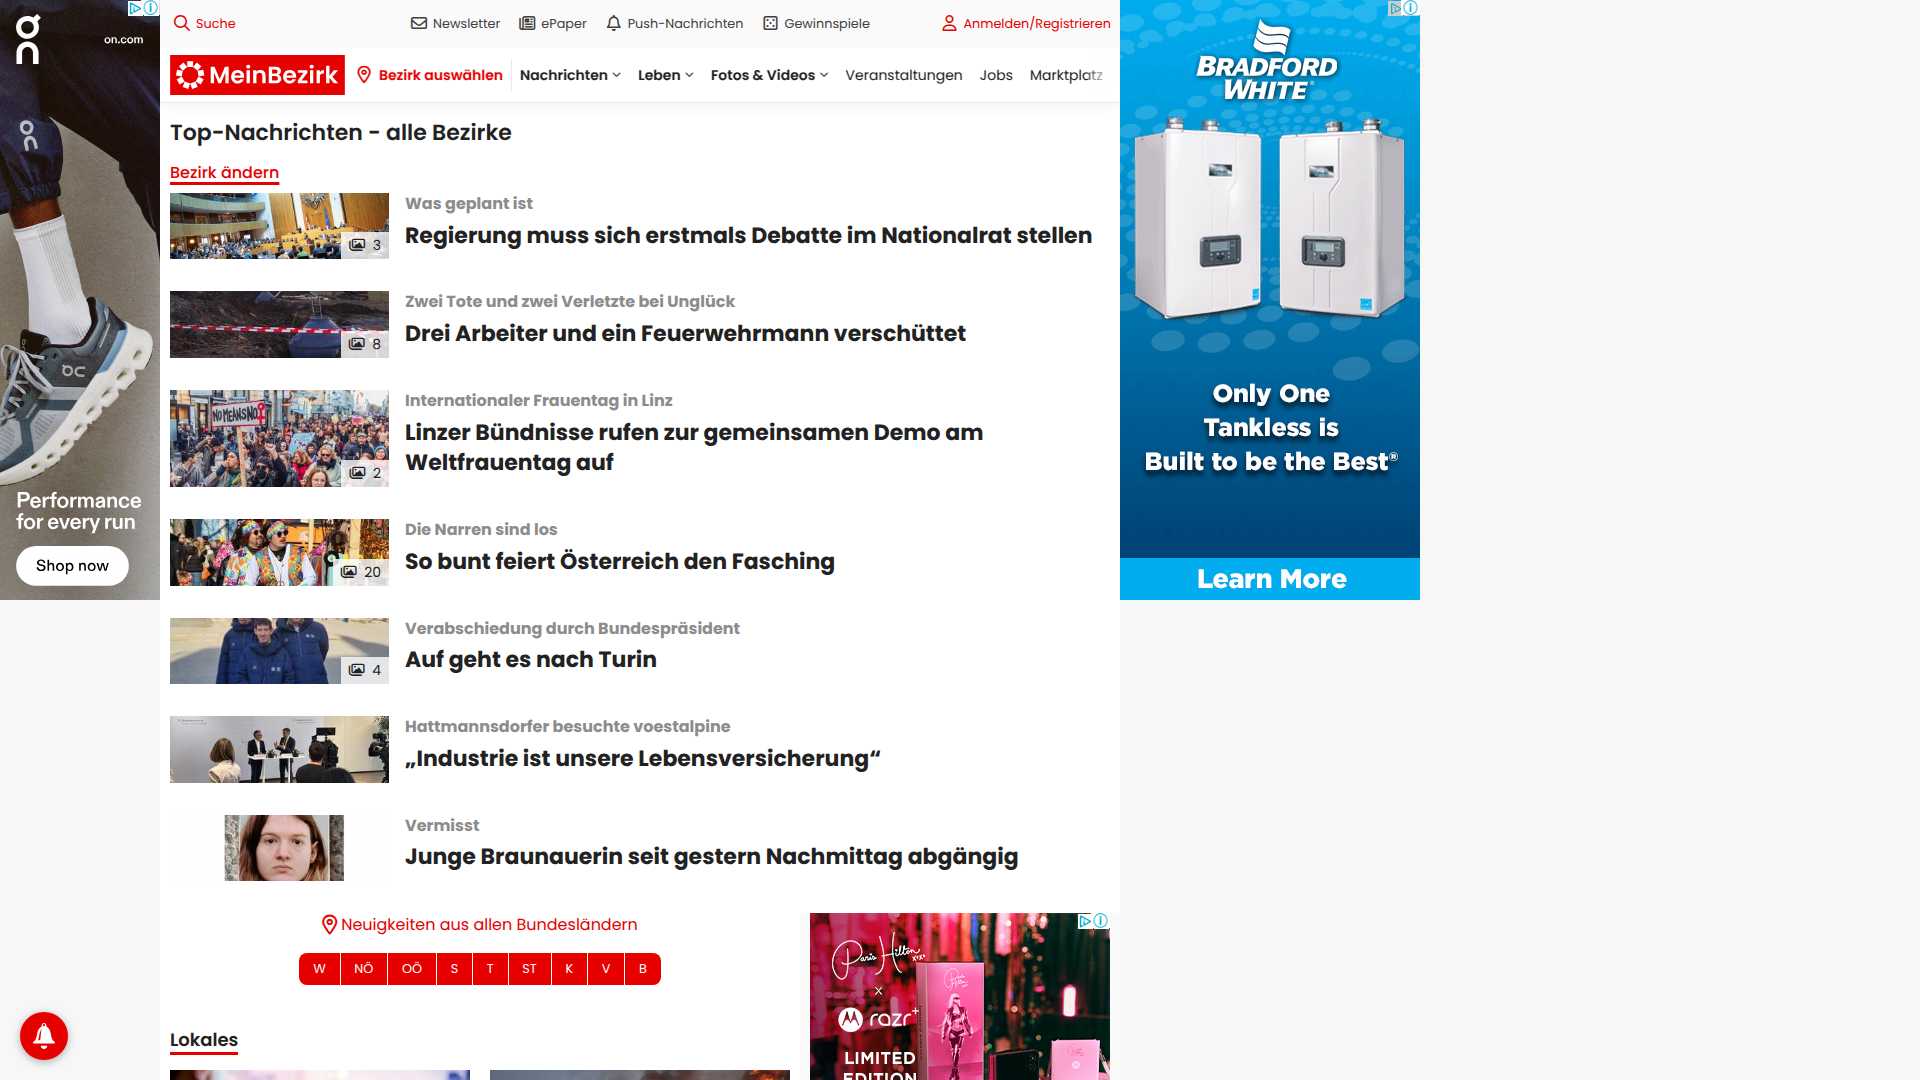 on.com
Performance
for every run
Shop now
Suche
Newsletter
ePaper
Push-Nachrichten
Gewinnspiele
Anmelden/Registrieren
MeinBezirk
Bezirk auswählen
Nachrichten
Leben
Fotos & Videos
Veranstaltungen
Jobs
Marktplatz
Top-Nachrichten - alle Bezirke
Bezirk ändern
3
Was geplant ist
Regierung muss sich erstmals Debatte im Nationalrat stellen
8
Zwei Tote und zwei Verletzte bei Unglück
Drei Arbeiter und ein Feuerwehrmann verschüttet
NO MEANS NO
2
Internationaler Frauentag in Linz
Linzer Bündnisse rufen zur gemeinsamen Demo am
Weltfrauentag auf
20
Die Narren sind los
So bunt feiert Österreich den Fasching
4
Verabschiedung durch Bundespräsident
Auf geht es nach Turin
Hattmannsdorfer besuchte voestalpine
„Industrie ist unsere Lebensversicherung“
Vermisst
Junge Braunauerin seit gestern Nachmittag abgängig
Neuigkeiten aus allen Bundesländern
W NÖ OÖ S T ST K V B
Lokales
Paris Hilton
x
razr+
LIMITED
EDITION
BRADFORD
WHITE
Only One
Tankless is
Built to be the Best®
Learn More